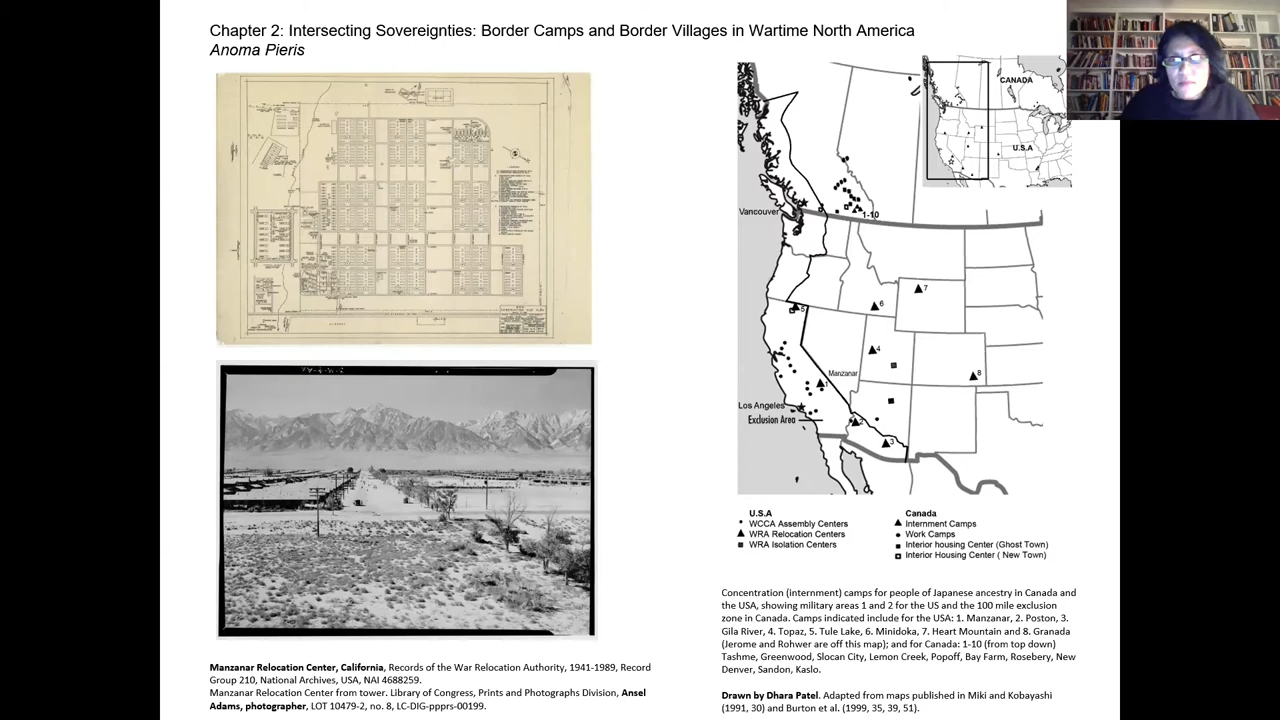 Chapter 2: Intersecting Sovereignties: Border Camps and Border Villages in Wartime North America
Anoma Pieris
CANADA
U.S.A
Vancouver
1-10
7
6
5
4
8
Manzanar
1
Los Angeles
Exclusion Area
2
3
U.S.A
WCCA Assembly Centers
WRA Relocation Centers
WRA Isolation Centers
Canada
Internment Camps
Work Camps
Interior housing Center (Ghost Town)
Interior Housing Center ( New Town)
Concentration (internment) camps for people of Japanese ancestry in Canada and
the USA, showing military areas 1 and 2 for the US and the 100 mile exclusion
zone in Canada. Camps indicated include for the USA: 1. Manzanar, 2. Poston, 3.
Gila River, 4. Topaz, 5. Tule Lake, 6. Minidoka, 7. Heart Mountain and 8. Granada
(Jerome and Rohwer are off this map); and for Canada: 1-10 (from top down)
Tashme, Greenwood, Slocan City, Lemon Creek, Popoff, Bay Farm, Rosebery, New
Denver, Sandon, Kaslo.
Drawn by Dhara Patel. Adapted from maps published in Miki and Kobayashi
(1991, 30) and Burton et al. (1999, 35, 39, 51).
Manzanar Relocation Center, California, Records of the War Relocation Authority, 1941-1989, Record
Group 210, National Archives, USA, NAI 4688259.
Manzanar Relocation Center from tower. Library of Congress, Prints and Photographs Division, Ansel
Adams, photographer, LOT 10479-2, no. 8, LC-DIG-ppprs-00199.